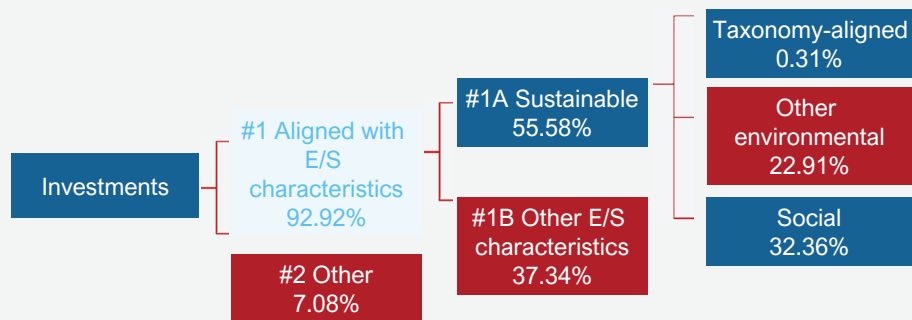 Investments
#1 Aligned with
E/S
characteristics
92.92%
#2 Other
7.08%
#1A Sustainable
55.58%
#1B Other E/S
characteristics
37.34%
Taxonomy-aligned
0.31%
Other
environmental
22.91%
Social
32.36%